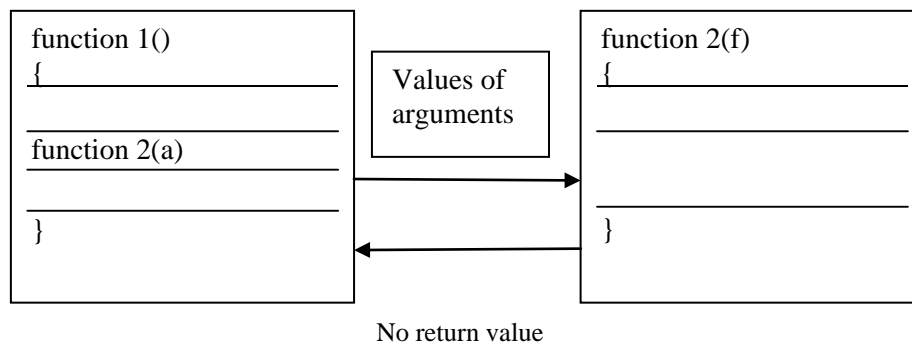 function 1()
{
function 2(a)
}
Values of
arguments
function 2(f)
{
}
No return value